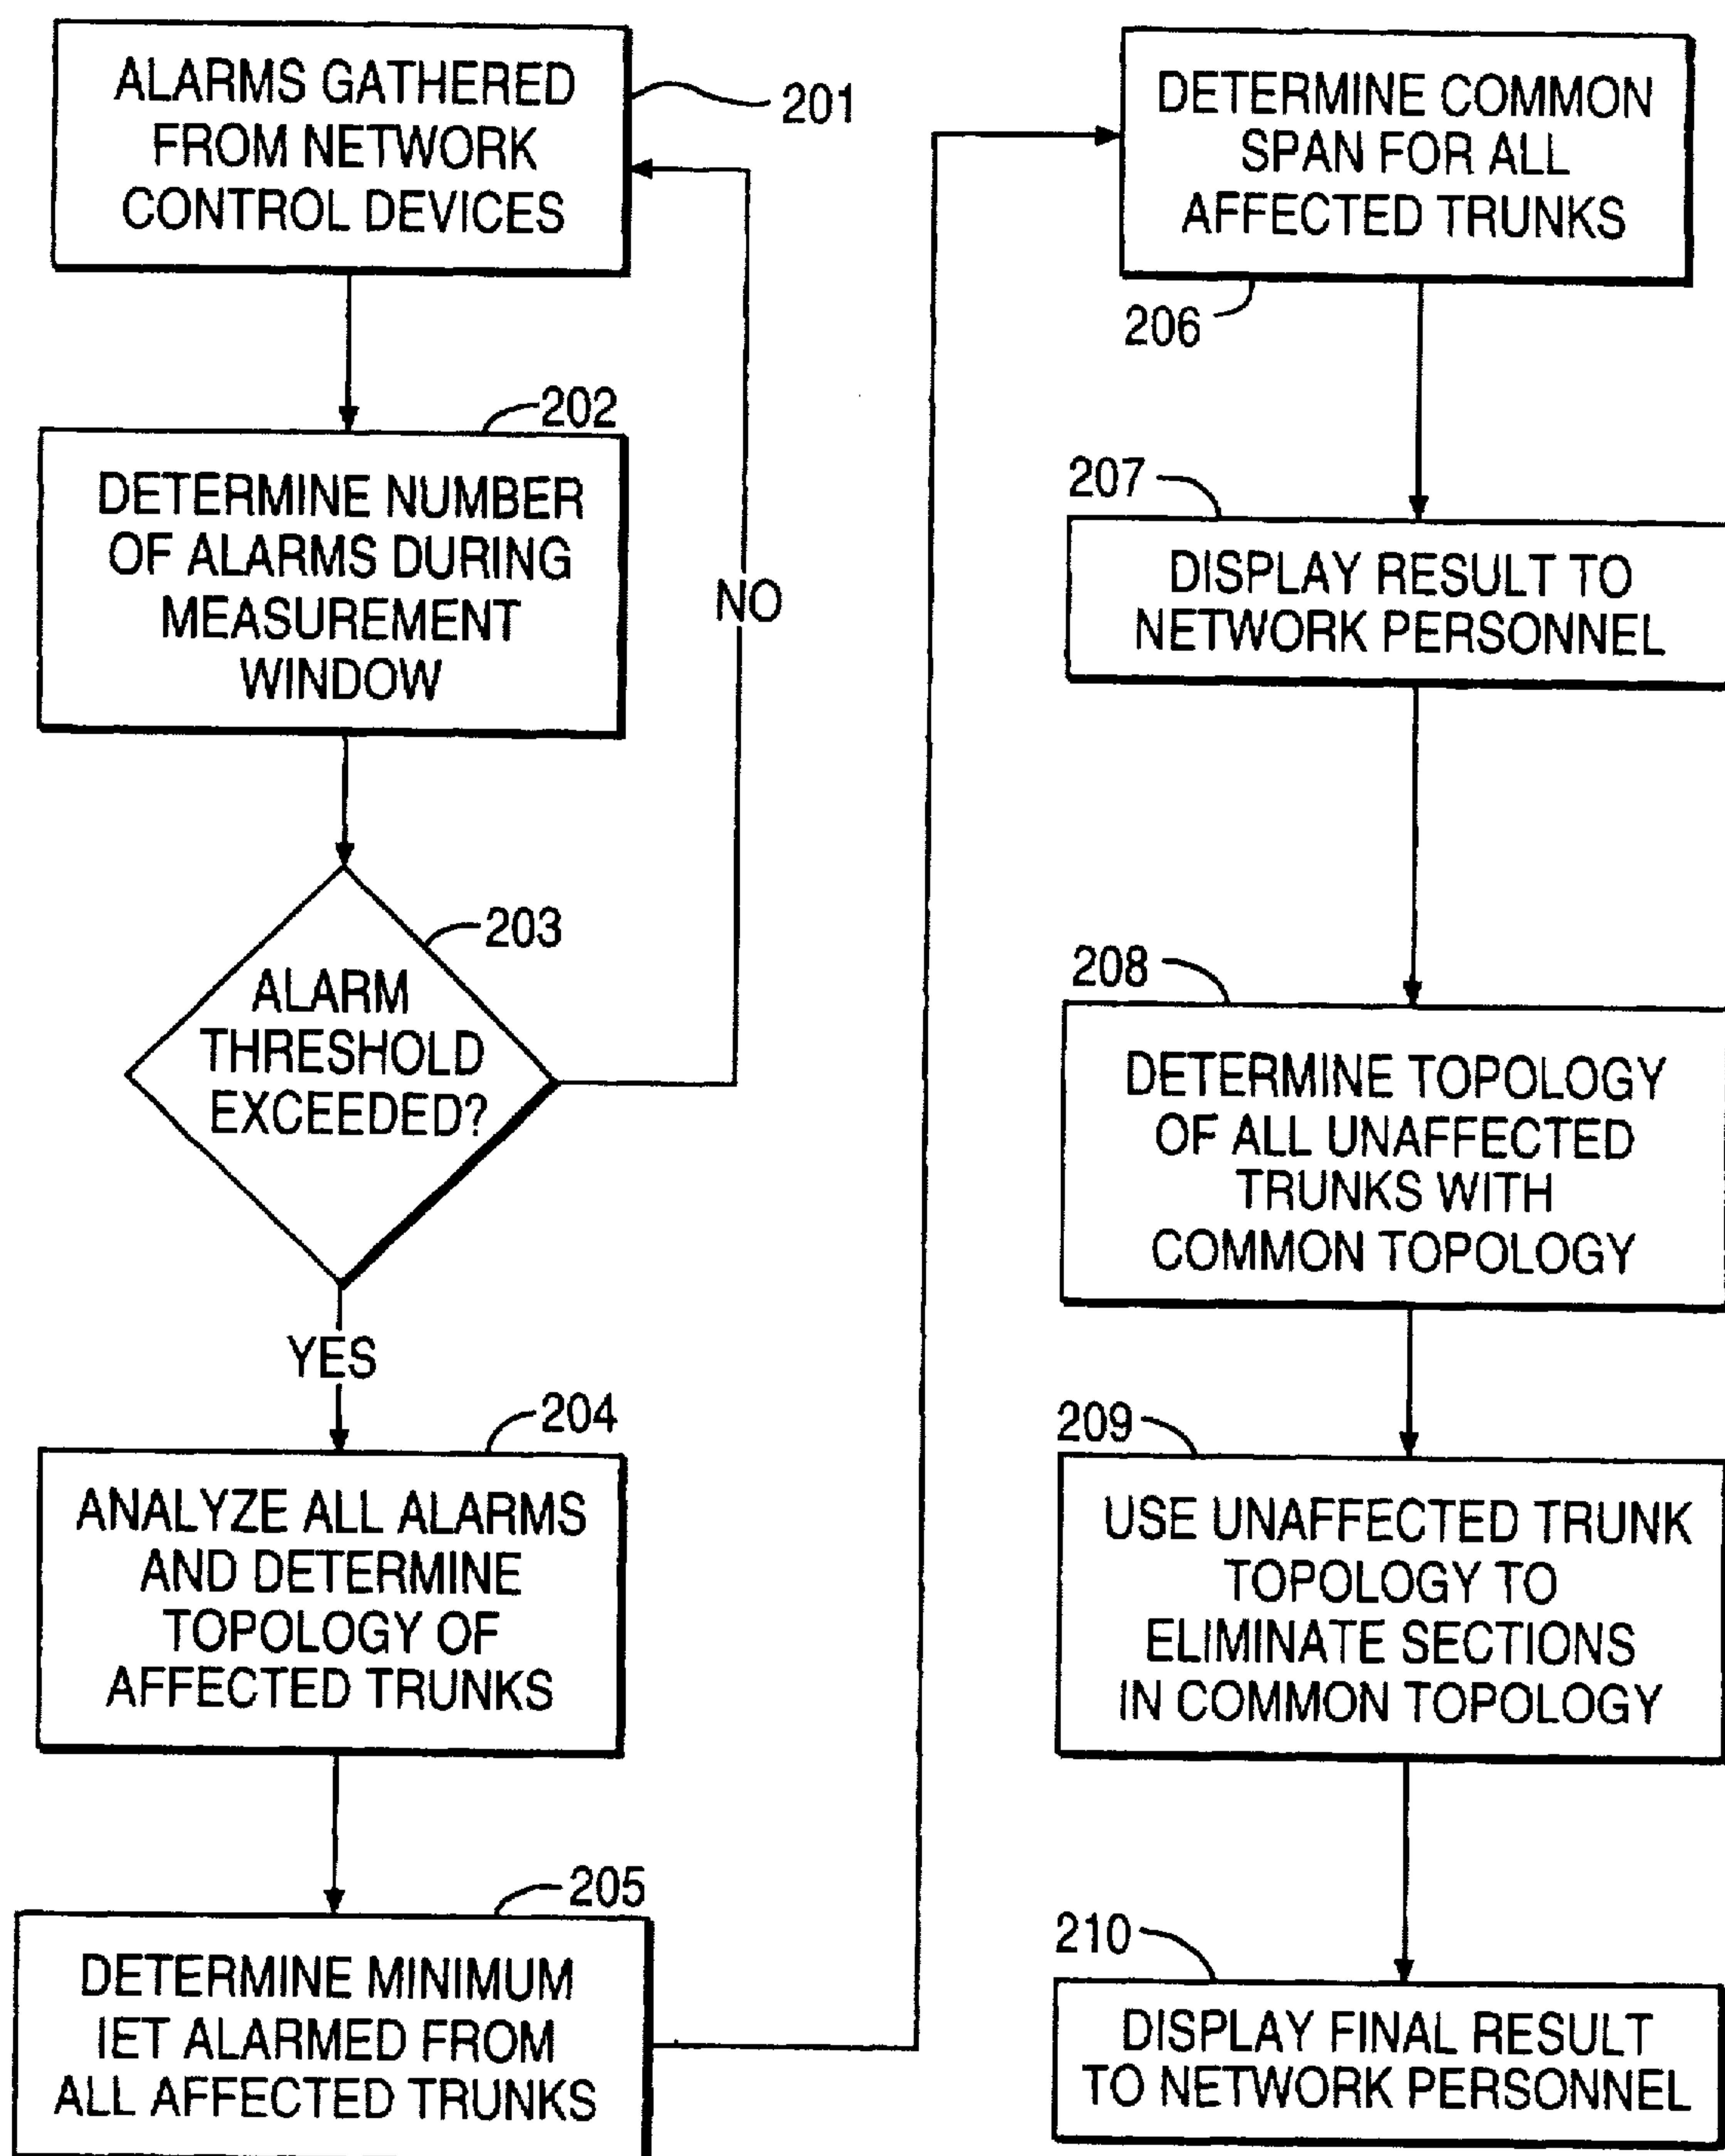 ALARMS GATHERED
FROM NETWORK
CONTROL DEVICES
201
202
DETERMINE NUMBER
OF ALARMS DURING
MEASUREMENT
WINDOW
NO
203
ALARM
THRESHOLD
EXCEEDED?
YES
204
ANALYZE ALL ALARMS
AND DETERMINE
TOPOLOGY OF
AFFECTED TRUNKS
205
DETERMINE MINIMUM
IET ALARMED FROM
ALL AFFECTED TRUNKS
DETERMINE COMMON
SPAN FOR ALL
AFFECTED TRUNKS
206
207
DISPLAY RESULT TO
NETWORK PERSONNEL
208
DETERMINE TOPOLOGY
OF ALL UNAFFECTED
TRUNKS WITH
COMMON TOPOLOGY
209
USE UNAFFECTED TRUNK
TOPOLOGY TO
ELIMINATE SECTIONS
IN COMMON TOPOLOGY
210
DISPLAY FINAL RESULT
TO NETWORK PERSONNEL